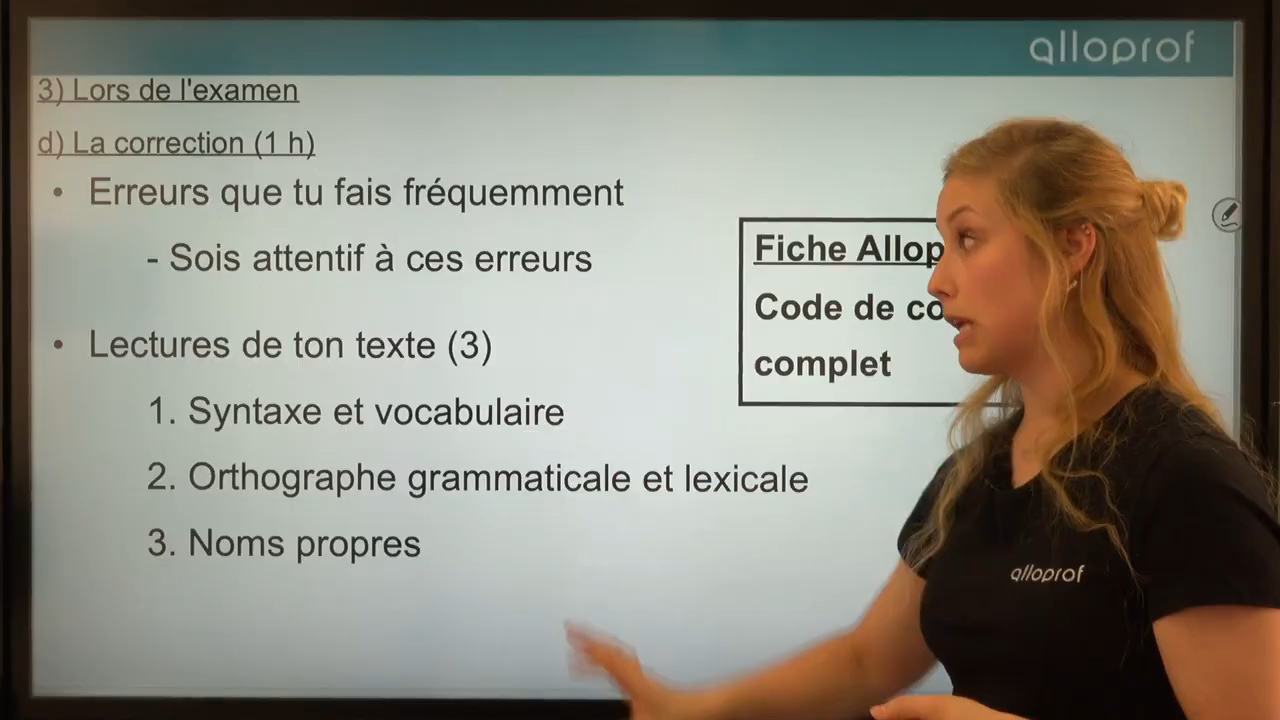 alloprof
3) Lors de l'examen
d) La correction (1 h)
• Erreurs que tu fais fréquemment
- Sois attentif à ces erreurs
• Lectures de ton texte (3)
1. Syntaxe et vocabulaire
2. Orthographe grammaticale et lexicale
3. Noms propres
Fiche
Code de
complet
alloprof